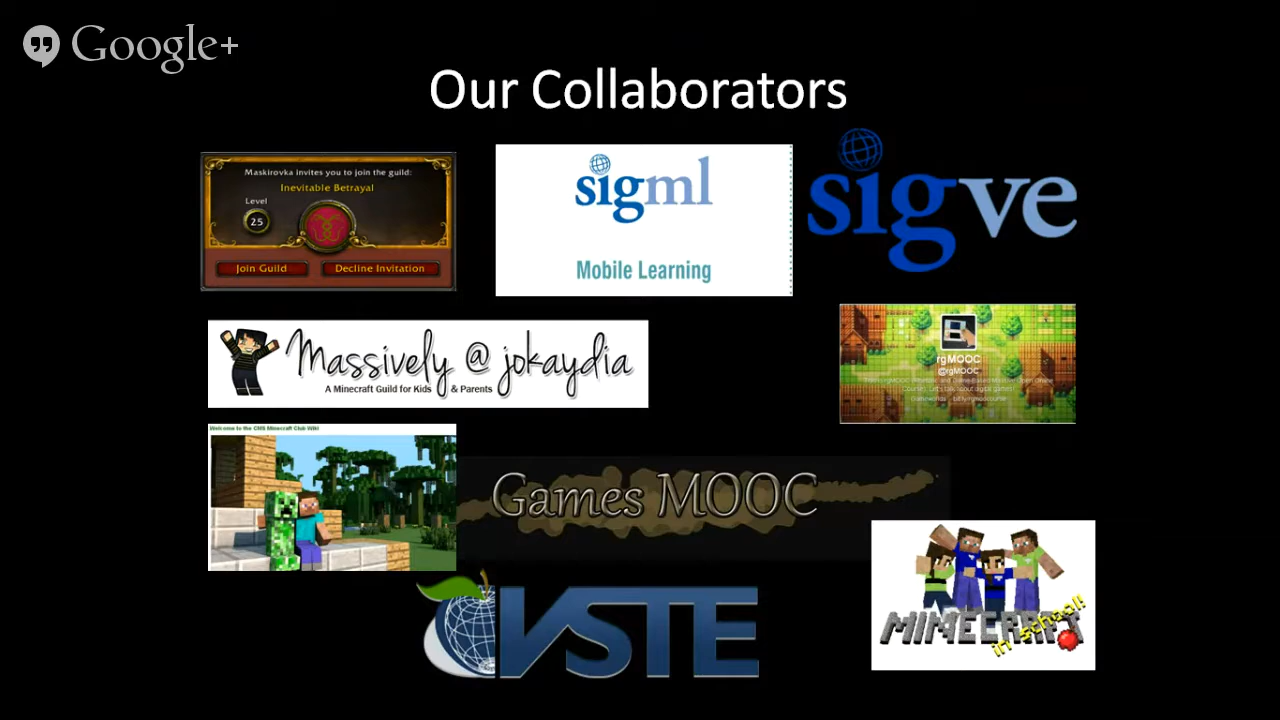 Google+
Our Collaborators
Maskirovka invites you to join the guild:
Inevitable Betrayal
Level
25
Join Guild
Decline Invitation
sigml
Mobile Learning
sigve
Massively @ jokaydia
A Minecraft Guild for Kids & Parents
rgMOOC
@rgMOOC
Welcome to the CNS Minecraft Club Wiki
Games MOOC
MINECRAFT
in school!
VSTE